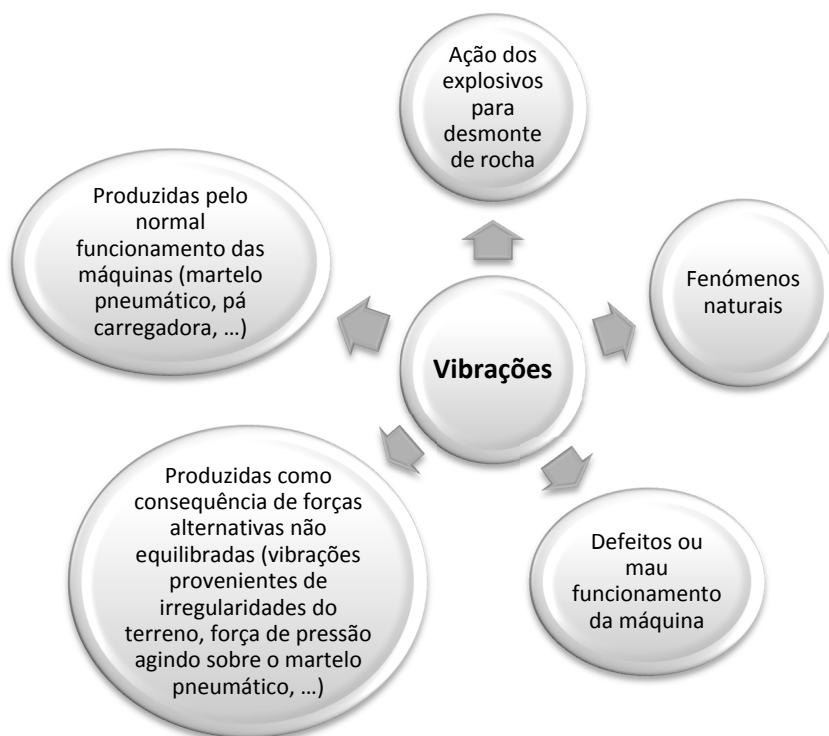 Ação dos
explosivos
para
desmonte
de rocha
Produzidas pelo
normal
funcionamento das
máquinas (martelo
pneumático, pá
carregadora, …)
Fenómenos
naturais
Vibrações
Produzidas como
consequência de forças
alternativas não
equilibradas (vibrações
provenientes de
irregularidades do
terreno, força de pressão
agindo sobre o martelo
pneumático, …)
Defeitos ou
mau
funcionamento
da máquina